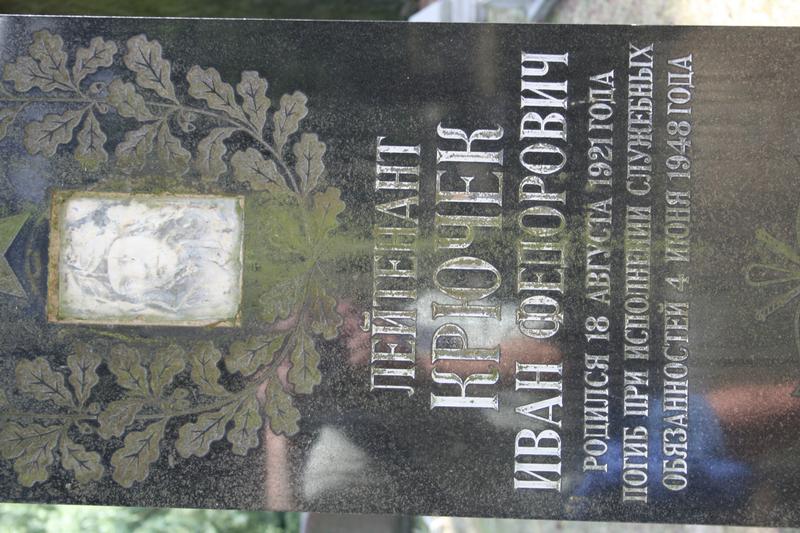 ЛЕЙТЕНАНТ
КРЮЧЕК
ИВАН ФЕДОРОВИЧ
РОДИЛСЯ 18 АВГУСТА 1921 ГОДА
ПОГИБ ПРИ ИСПОЛНЕНИИ СЛУЖЕБНЫХ
ОБЯЗАННОСТЕЙ 4 ИЮНЯ 1948 ГОДА